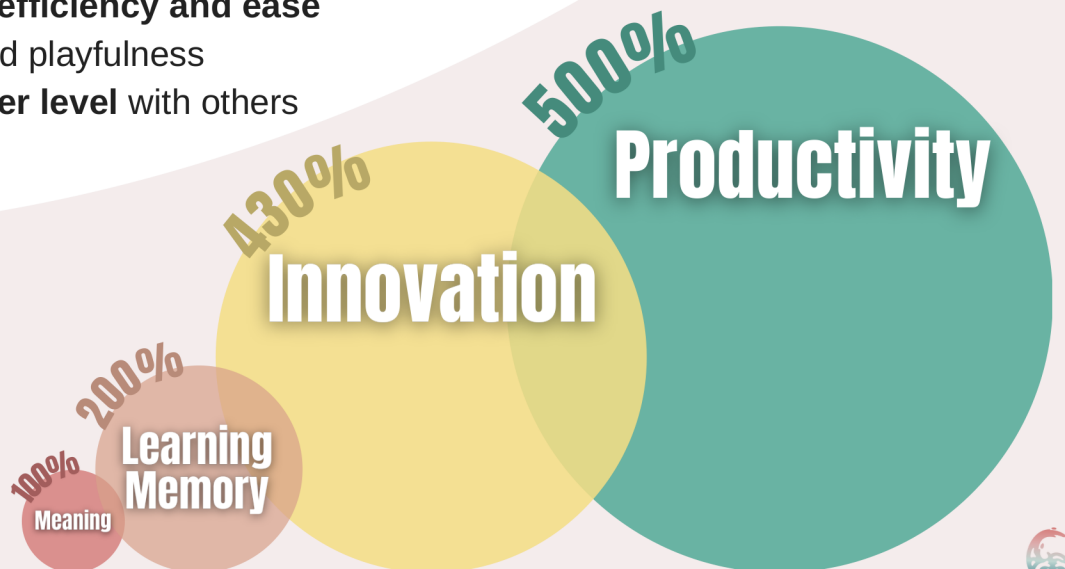 efficiency and ease
d playfulness
er level with others
500%
Productivity
430%
Innovation
200%
Learning
Memory
100%
Meaning